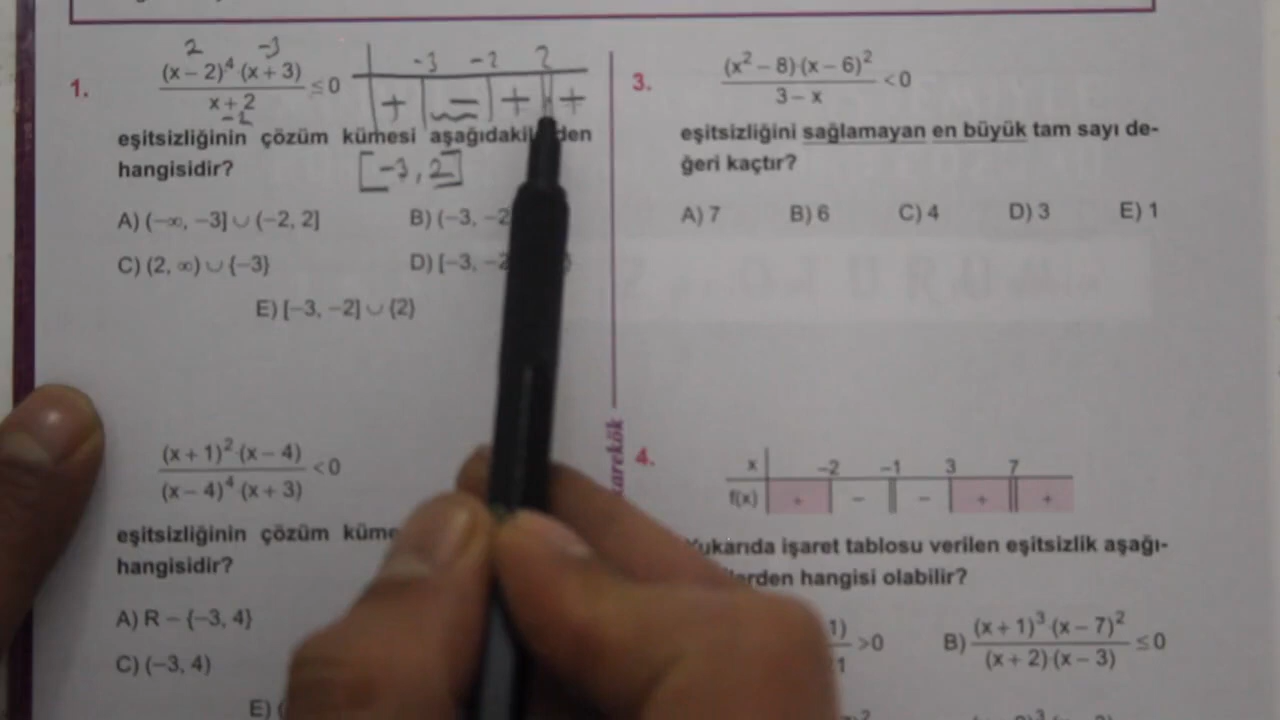 1. (x – 2)⁴ (x + 3) / x + 2 ≤ 0
2 -3
-2
-3 -2 2
+ - + +
eşitsizliğinin çözüm kümesi aşağıdaki
hangisidir? [-3, 2]
A) (–∞, –3] ∪ (–2, 2] B) (–3, –2
C) (2, ∞) ∪ {–3} D) [–3, –2
E) [–3, –2] ∪ {2}
(x + 1)² (x – 4) / (x – 4)⁴ (x + 3) < 0
eşitsizliğinin çözüm
hangisidir?
A) R – {–3, 4}
C) (–3, 4)
E) (
karekök
3. (x² – 8) (x – 6)² / 3 – x < 0
eşitsizliğini sağlamayan en büyük tam sayı de-
ğeri kaçtır?
A) 7 B) 6 C) 4 D) 3 E) 1
4. x –2 –1 3 7
f(x) + – – + +
Yukarıda işaret tablosu verilen eşitsizlik aşağı-
hangisi olabilir?
>0 B) (x + 1)³ (x – 7)² / (x + 2) (x – 3) ≤ 0